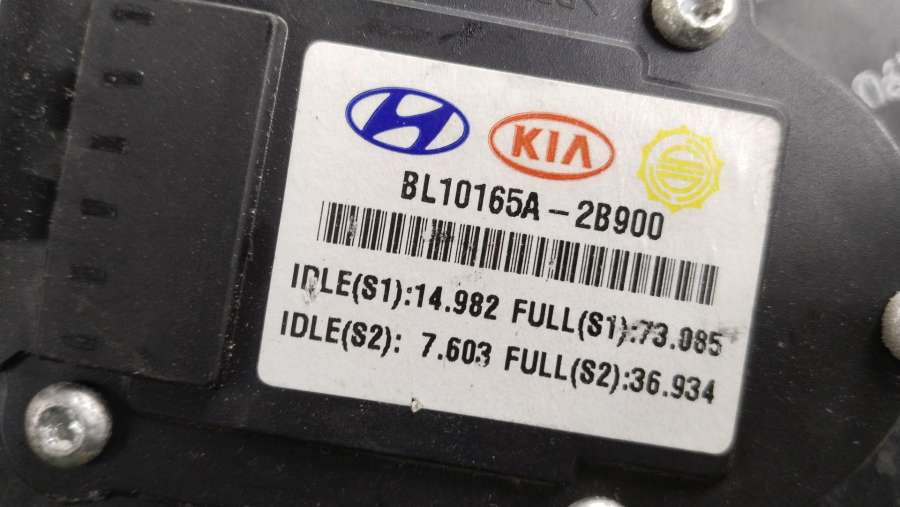 KIA
BL10165A-2B900
IDLE(S1):14.982 FULL(S1):73.085
IDLE(S2): 7.603 FULL(S2):36.934